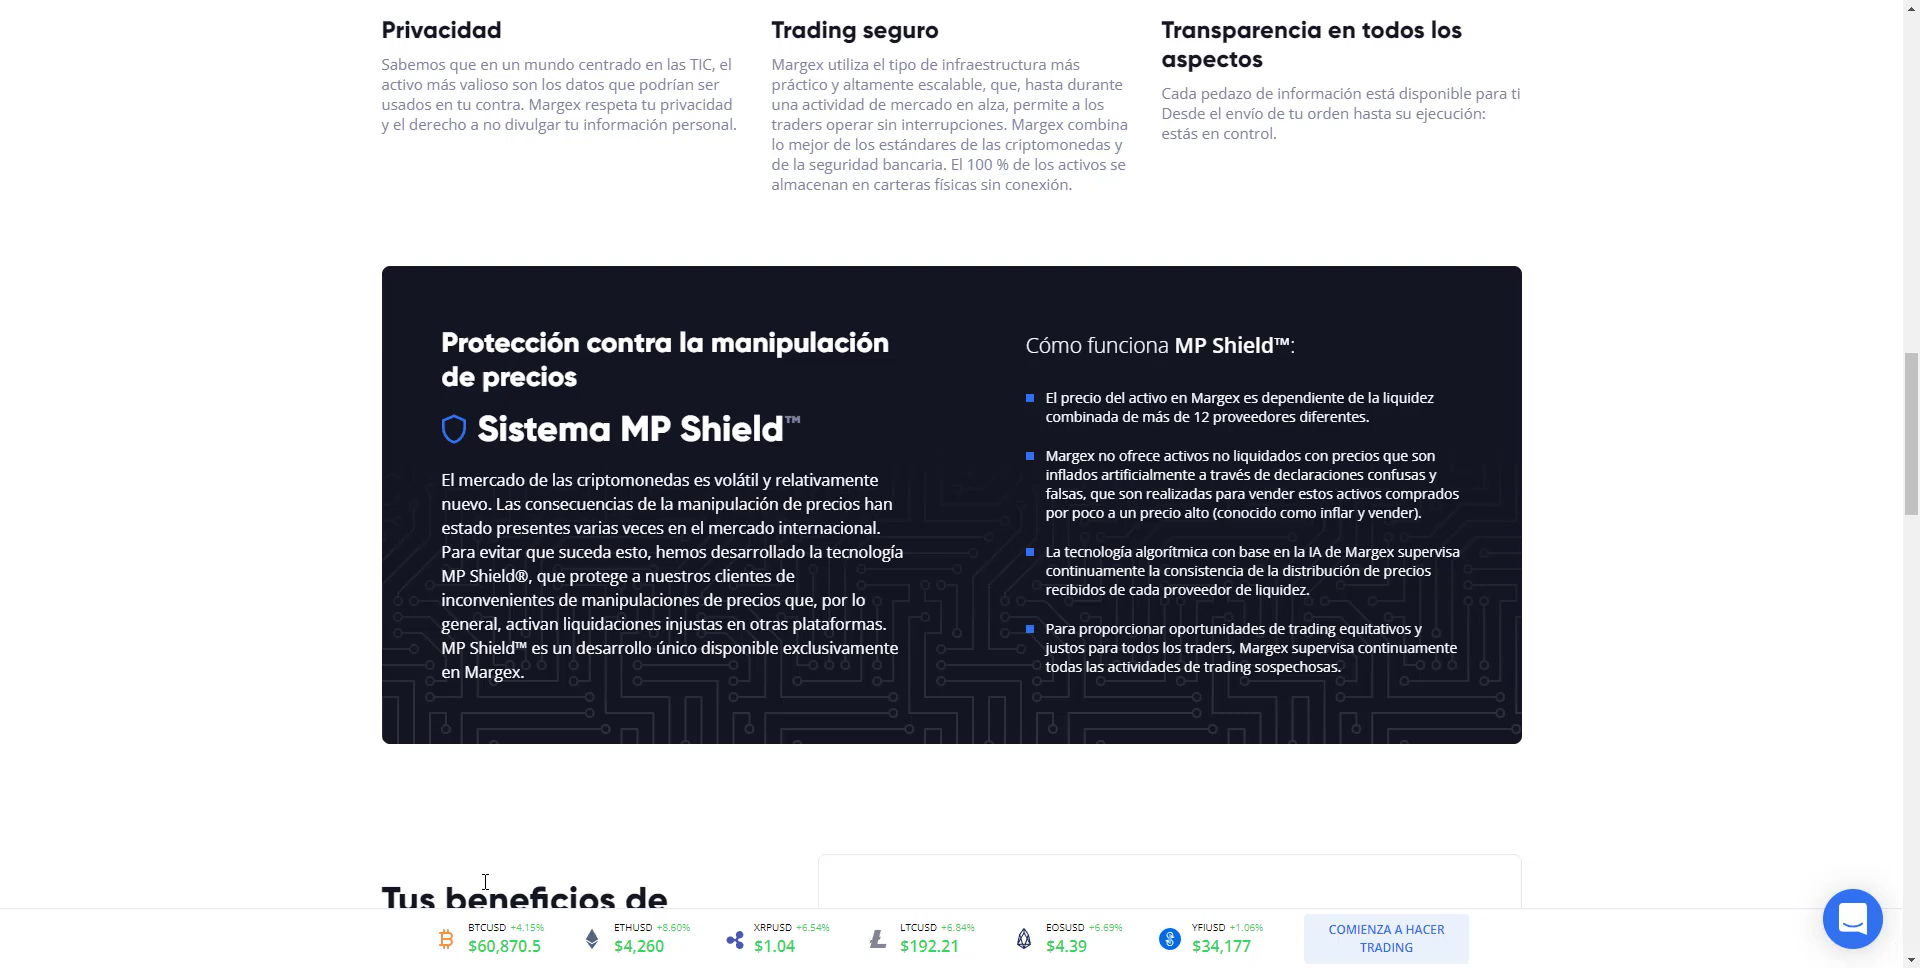 Privacidad
Sabemos que en un mundo centrado en las TIC, el
activo más valioso son los datos que podrían ser
usados en tu contra. Margex respeta tu privacidad
y el derecho a no divulgar tu información personal.
Trading seguro
Margex utiliza el tipo de infraestructura más
práctico y altamente escalable, que, hasta durante
una actividad de mercado en alza, permite a los
traders operar sin interrupciones. Margex combina
lo mejor de los estándares de las criptomonedas y
de la seguridad bancaria. El 100 % de los activos se
almacenan en carteras físicas sin conexión.
Transparencia en todos los
aspectos
Cada pedazo de información está disponible para ti
Desde el envío de tu orden hasta su ejecución:
estás en control.
Protección contra la manipulación
de precios
Sistema MP Shield™
El mercado de las criptomonedas es volátil y relativamente
nuevo. Las consecuencias de la manipulación de precios han
estado presentes varias veces en el mercado internacional.
Para evitar que suceda esto, hemos desarrollado la tecnología
MP Shield®, que protege a nuestros clientes de
inconvenientes de manipulaciones de precios que, por lo
general, activan liquidaciones injustas en otras plataformas.
MP Shield™ es un desarrollo único disponible exclusivamente
en Margex.
Cómo funciona MP Shield™:
El precio del activo en Margex es dependiente de la liquidez
combinada de más de 12 proveedores diferentes.
Margex no ofrece activos no liquidados con precios que son
inflados artificialmente a través de declaraciones confusas y
falsas, que son realizadas para vender estos activos comprados
por poco a un precio alto (conocido como inflar y vender).
La tecnología algorítmica con base en la IA de Margex supervisa
continuamente la consistencia de la distribución de precios
recibidos de cada proveedor de liquidez.
Para proporcionar oportunidades de trading equitativos y
justos para todos los traders, Margex supervisa continuamente
todas las actividades de trading sospechosas.
Tus beneficios de
BTCUSD +4.15%
$60,870.5
ETHUSD +8.60%
$4,260
XRPUSD +6.54%
$1.04
LTCUSD +6.84%
$192.21
EOSUSD +6.69%
$4.39
YFIUSD +1.06%
$34,177
COMIENZA A HACER
TRADING